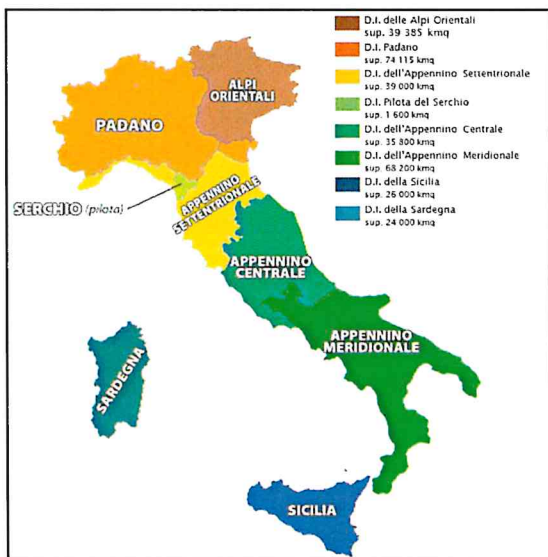 D.I. delle Alpi Orientali
sup. 39 385 kmq
D.I. Padano
sup. 74 115 kmq
D.I. dell'Appennino Settentrionale
sup. 39 000 kmq
D.I. Pilota del Serchio
sup. 1 600 kmq
D.I. dell'Appennino Centrale
sup. 35 800 kmq
D.I. dell'Appennino Meridionale
sup. 68 200 kmq
D.I. della Sicilia
sup. 26 000 kmq
D.I. della Sardegna
sup. 24 000 kmq
ALPI
ORIENTALI
PADANO
SERCHIO (pilota)
APPENNINO
SETTENTRIONALE
APPENNINO
CENTRALE
APPENNINO
MERIDIONALE
SARDEGNA
SICILIA